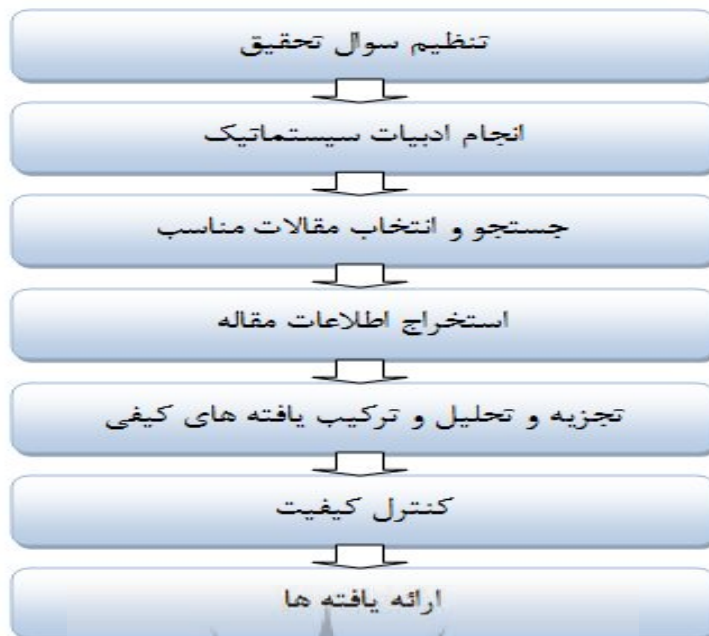 تنظیم سوال تحقیق
انجام ادبیات سیستماتیک
جستجو و انتخاب مقالات مناسب
استخراج اطلاعات مقاله
تجزیه و تحلیل و ترکیب یافته های کیفی
کنترل کیفیت
ارائه یافته ها